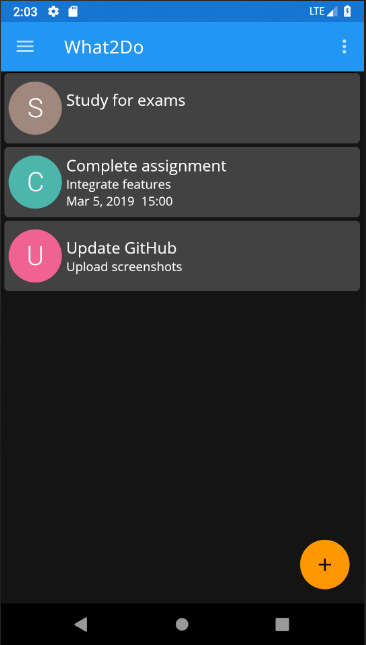 2:03
LTE
What2Do
S
Study for exams
C
Complete assignment
Integrate features
Mar 5, 2019 15:00
U
Update GitHub
Upload screenshots
+